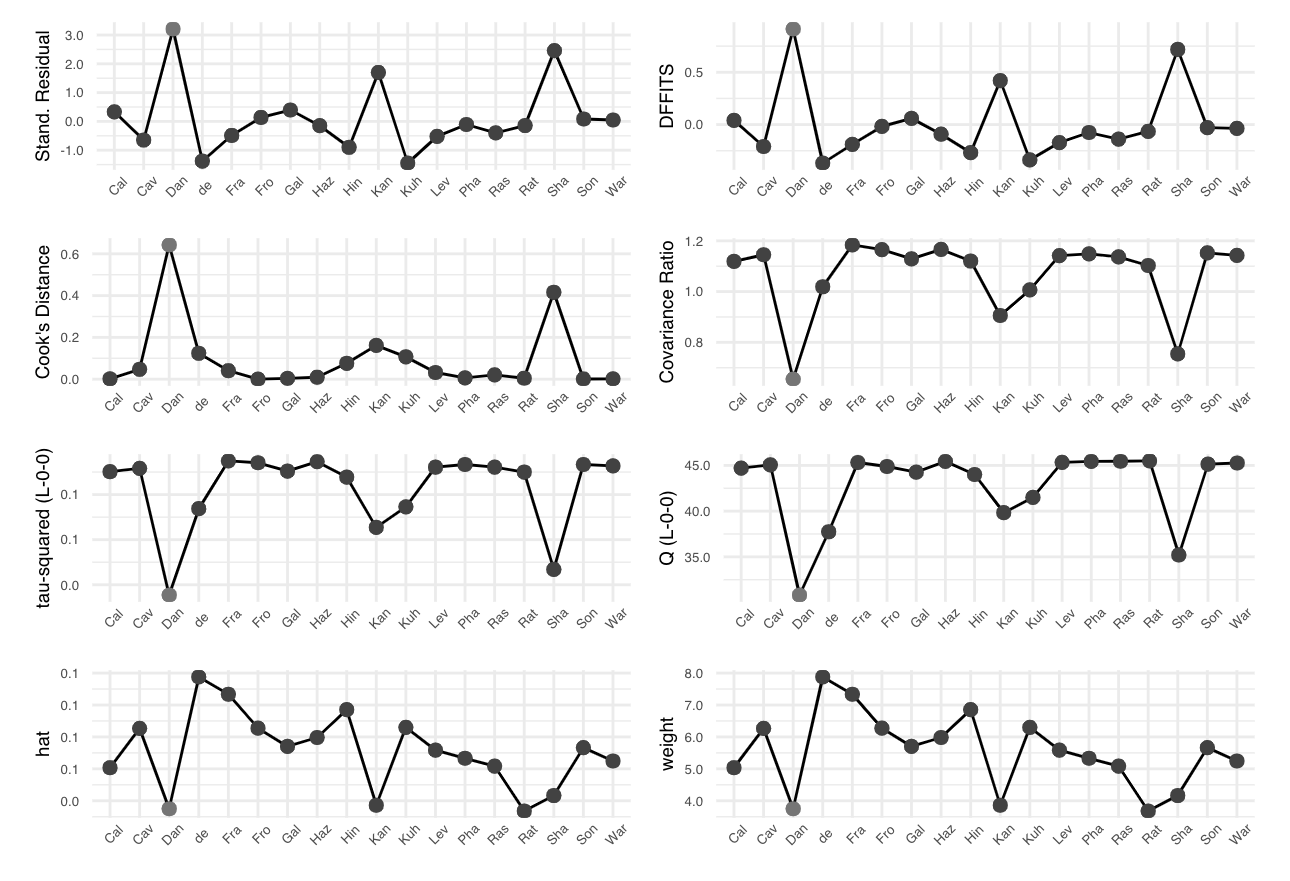 Stand. Residual
3.0
2.0
1.0
0.0
-1.0
Cal Cav Dan de Fra Fro Gal Haz Hin Kan Kuh Lev Pha Ras Rat Sha Son War
DFFITS
0.5
0.0
Cal Cav Dan de Fra Fro Gal Haz Hin Kan Kuh Lev Pha Ras Rat Sha Son War
Cook's Distance
0.6
0.4
0.2
0.0
Cal Cav Dan de Fra Fro Gal Haz Hin Kan Kuh Lev Pha Ras Rat Sha Son War
Covariance Ratio
1.2
1.0
0.8
Cal Cav Dan de Fra Fro Gal Haz Hin Kan Kuh Lev Pha Ras Rat Sha Son War
tau-squared (L-0-0)
0.1
0.1
0.0
Cal Cav Dan de Fra Fro Gal Haz Hin Kan Kuh Lev Pha Ras Rat Sha Son War
Q (L-0-0)
45.0
40.0
35.0
Cal Cav Dan de Fra Fro Gal Haz Hin Kan Kuh Lev Pha Ras Rat Sha Son War
hat
0.1
0.1
0.1
0.1
0.0
Cal Cav Dan de Fra Fro Gal Haz Hin Kan Kuh Lev Pha Ras Rat Sha Son War
weight
8.0
7.0
6.0
5.0
4.0
Cal Cav Dan de Fra Fro Gal Haz Hin Kan Kuh Lev Pha Ras Rat Sha Son War